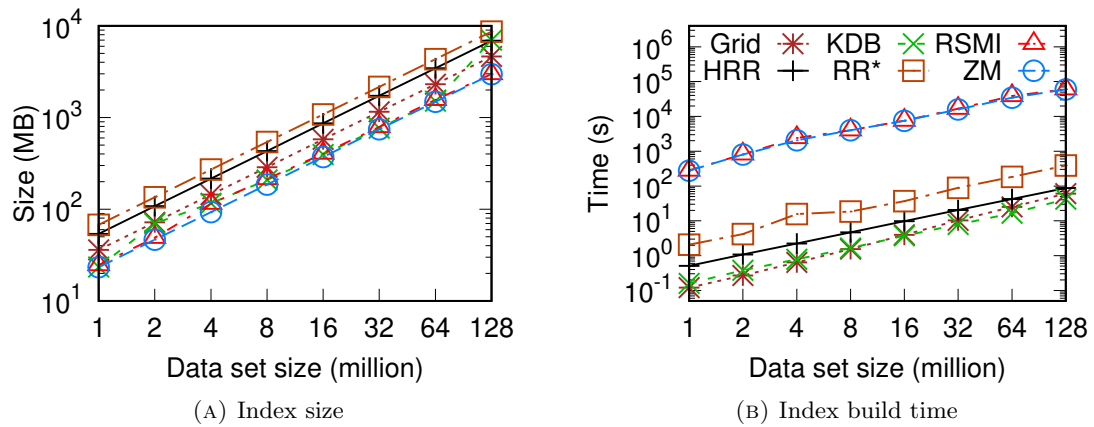 10^4
10^3
10^2
10^1
Size (MB)
1 2 4 8 16 32 64 128
Data set size (million)
(A) Index size
Grid KDB RSMI
HRR RR* ZM
10^6
10^5
10^4
10^3
10^2
10^1
10^0
10^-1
Time (s)
1 2 4 8 16 32 64 128
Data set size (million)
(B) Index build time